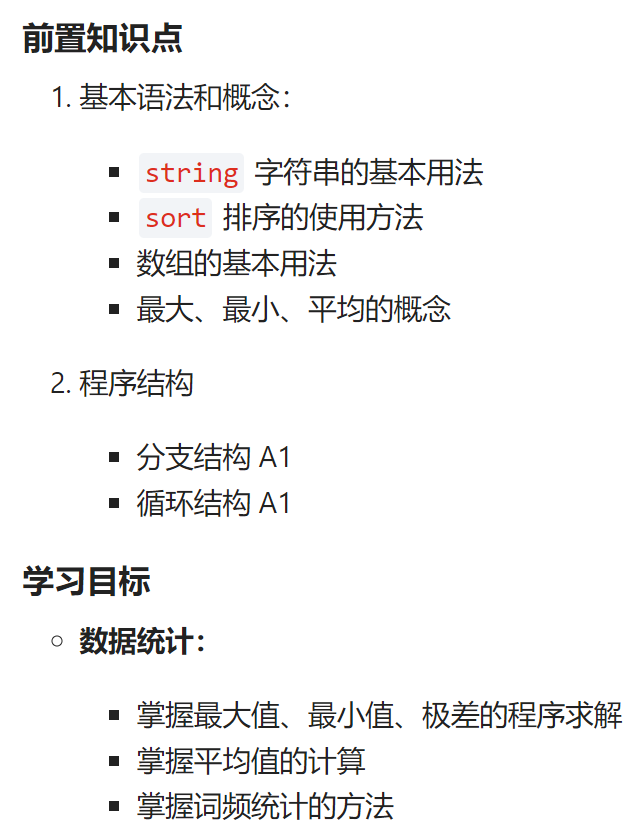 前置知识点
1. 基本语法和概念：
string 字符串的基本用法
sort 排序的使用方法
数组的基本用法
最大、最小、平均的概念
2. 程序结构
分支结构 A1
循环结构 A1
学习目标
数据统计：
掌握最大值、最小值、极差的程序求解
掌握平均值的计算
掌握词频统计的方法